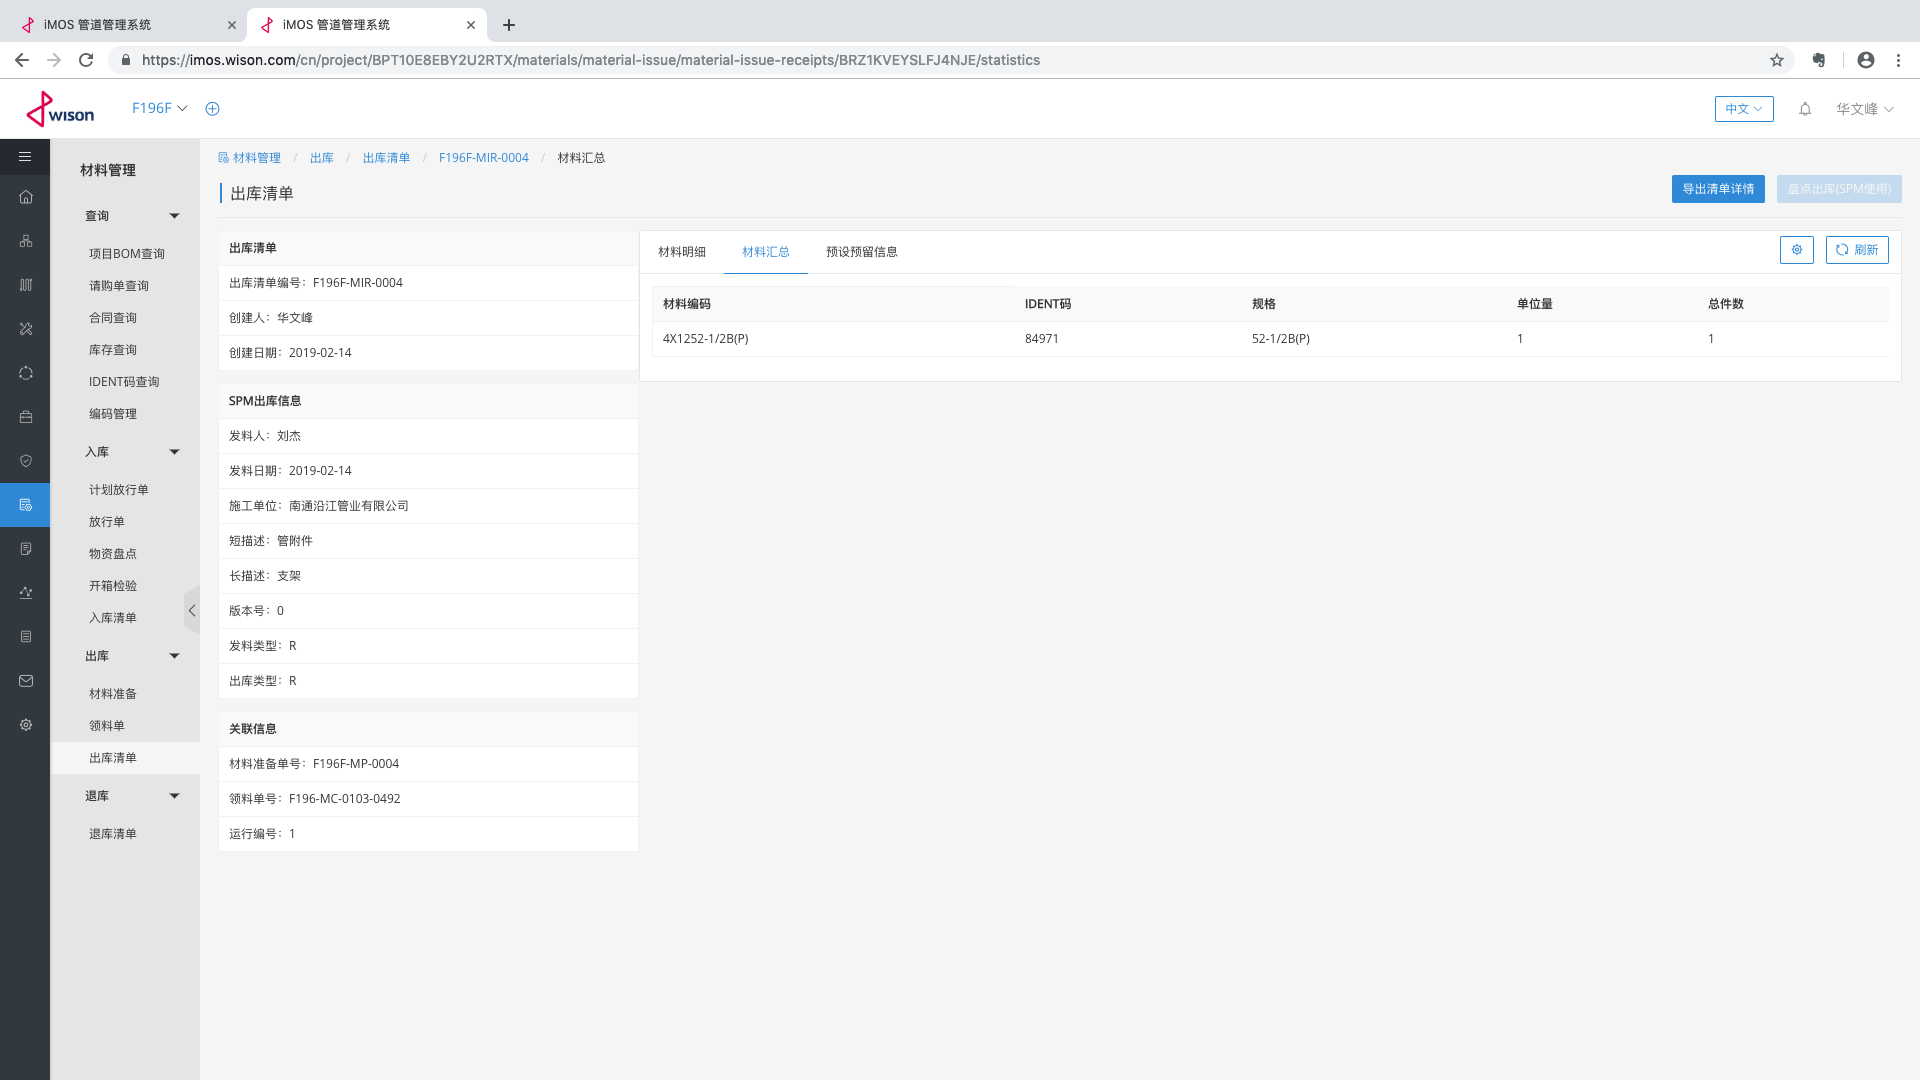 iMOS 管道管理系统
iMOS 管道管理系统
https://imos.wison.com/cn/project/BPT10E8EBY2U2RTX/materials/material-issue/material-issue-receipts/BRZ1KVEYSLFJ4NJE/statistics
wison
F196F
中文
华文峰
材料管理
查询
项目BOM查询
请购单查询
合同查询
库存查询
IDENT码查询
编码管理
入库
计划放行单
放行单
物资盘点
开箱检验
入库清单
出库
材料准备
领料单
出库清单
退库
退库清单
材料管理 / 出库 / 出库清单 / F196F-MIR-0004 / 材料汇总
出库清单
导出清单详情
盘点出库(SPM使用)
出库清单
出库清单编号：F196F-MIR-0004
创建人：华文峰
创建日期：2019-02-14
SPM出库信息
发料人：刘杰
发料日期：2019-02-14
施工单位：南通沿江管业有限公司
短描述：管附件
长描述：支架
版本号：0
发料类型：R
出库类型：R
关联信息
材料准备单号：F196F-MP-0004
领料单号：F196-MC-0103-0492
运行编号：1
材料明细 材料汇总 预设预留信息
刷新
材料编码 IDENT码 规格 单位量 总件数
4X1252-1/2B(P) 84971 52-1/2B(P) 1 1